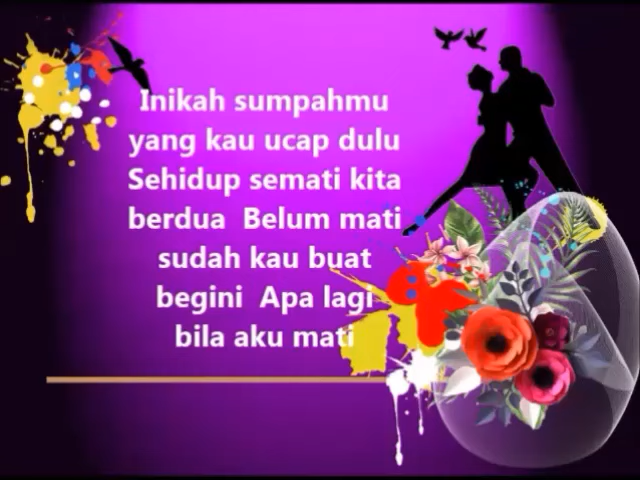 Inikah sumpahmu
yang kau ucap dulu
Sehidup semati kita
berdua  Belum mati
sudah kau buat
begini  Apa lagi
bila aku mati